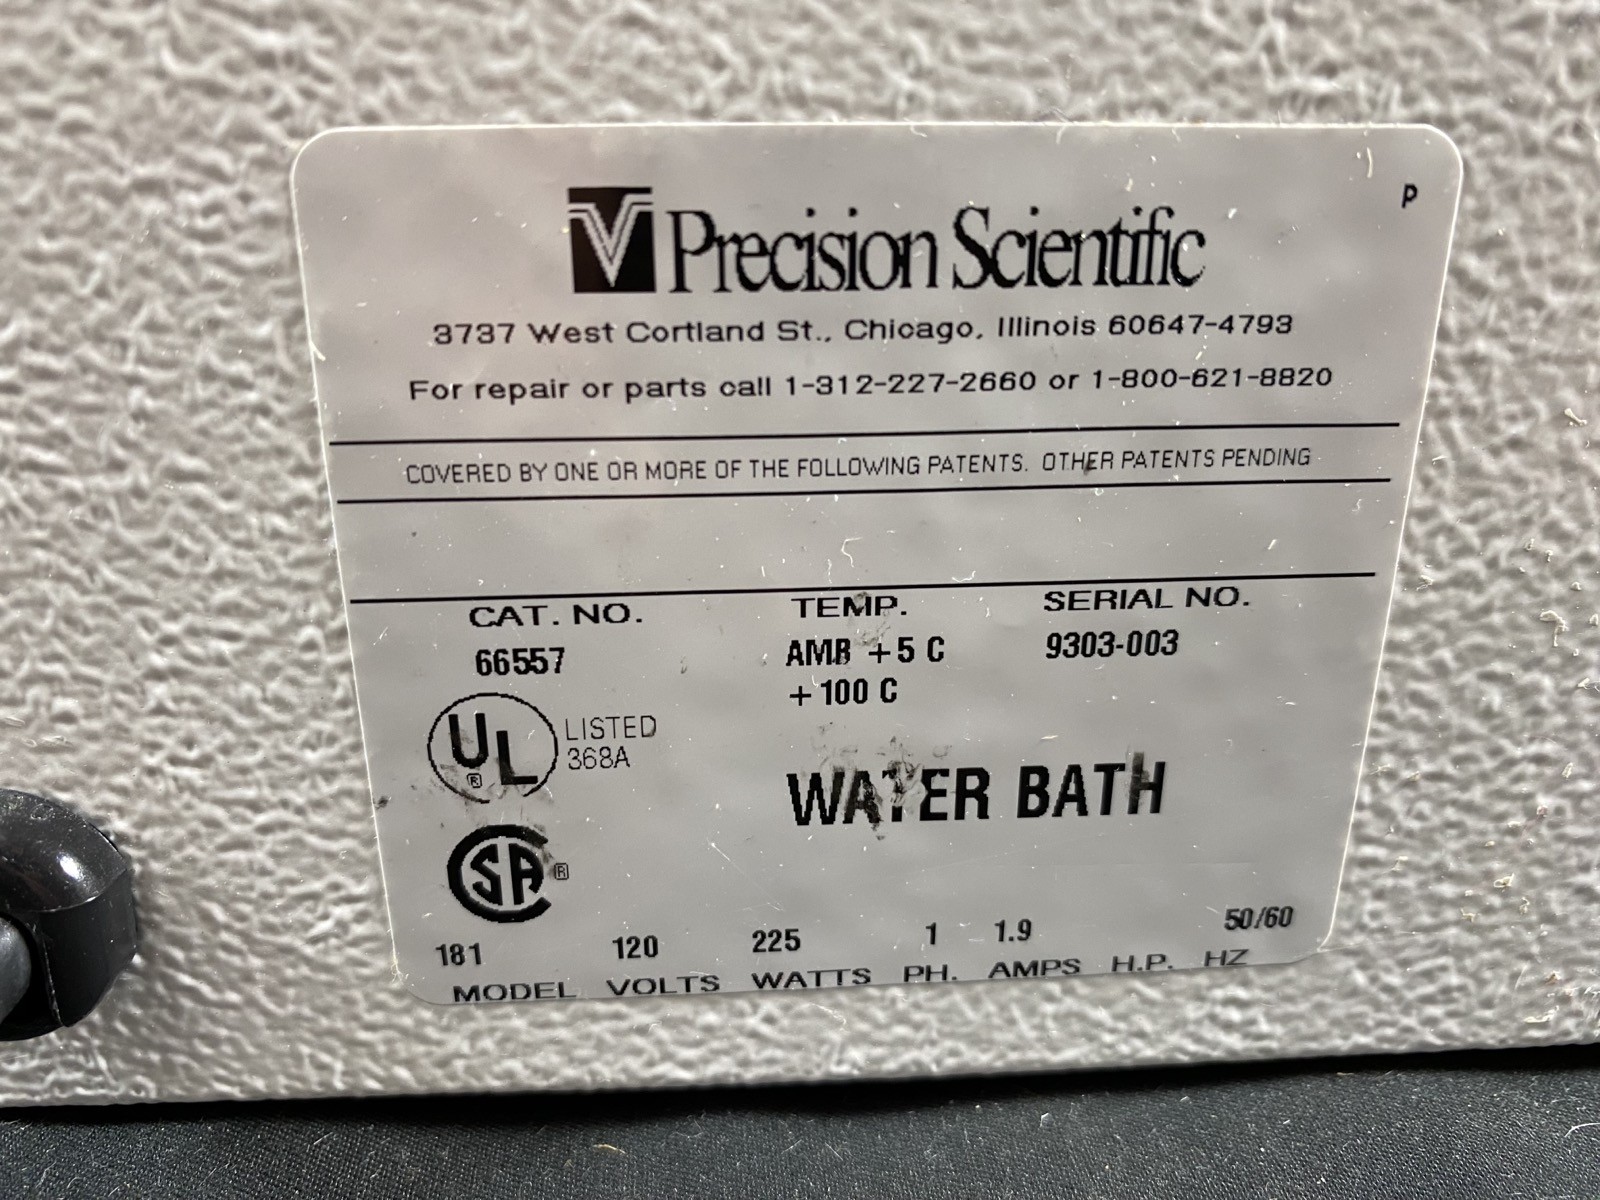 P
Precision Scientific
3737 West Cortland St., Chicago, Illinois 60647-4793
For repair or parts call 1-312-227-2660 or 1-800-621-8820
COVERED BY ONE OR MORE OF THE FOLLOWING PATENTS. OTHER PATENTS PENDING
CAT. NO. TEMP. SERIAL NO.
66557 AMB +5 C 9303-003
+100 C
UL® LISTED
368A
WATER BATH
SA ®
181 120 225 1 1.9 50/60
MODEL VOLTS WATTS PH. AMPS H.P. HZ